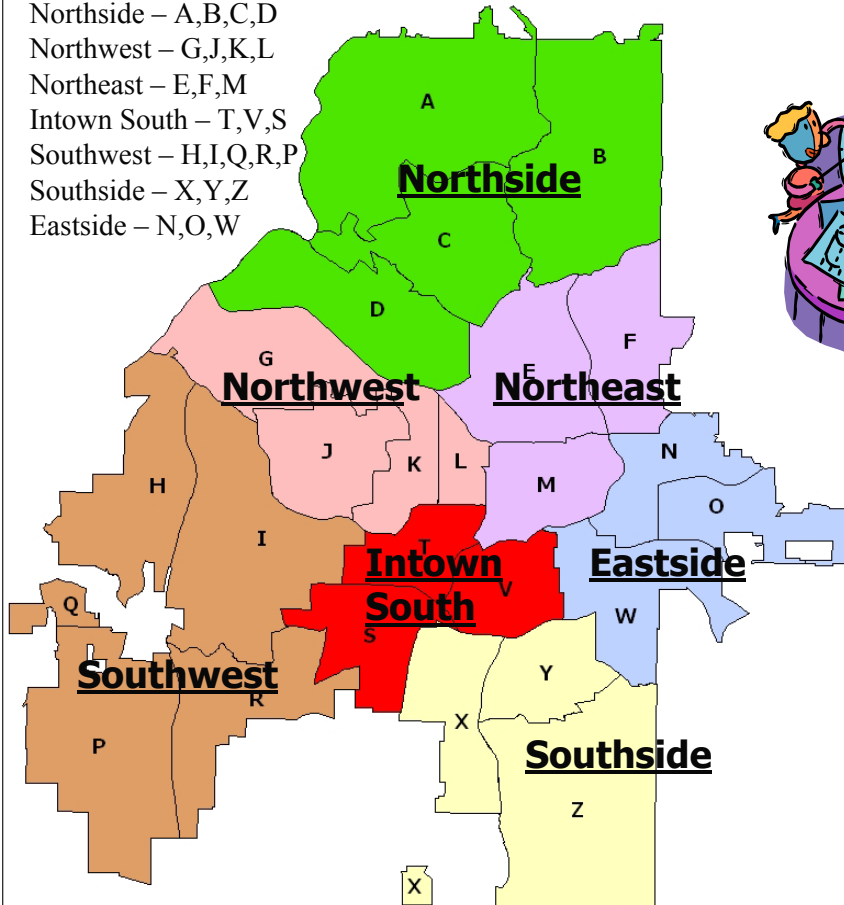 Northside – A,B,C,D
Northwest – G,J,K,L
Northeast – E,F,M
Intown South – T,V,S
Southwest – H,I,Q,R,P
Southside – X,Y,Z
Eastside – N,O,W
A
B
Northside
C
D
F
G
E
Northwest
Northeast
N
J
K
L
M
H
O
I
T
Intown
Eastside
V
Q
South
W
S
Y
Southwest
R
X
P
Southside
Z
X